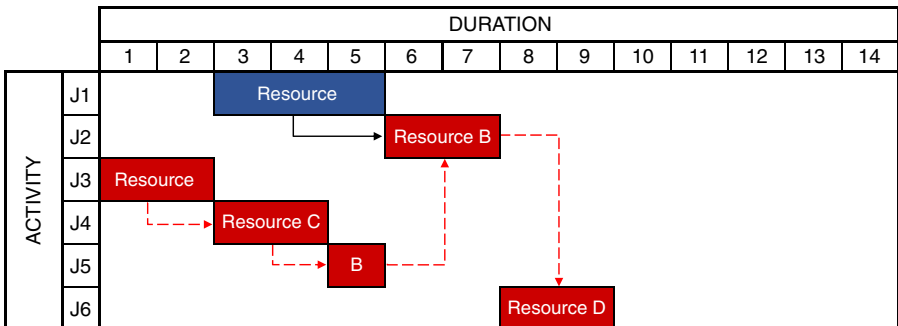 DURATION
1 2 3 4 5 6 7 8 9 10 11 12 13 14
ACTIVITY
J1 Resource
J2 Resource B
J3 Resource
J4 Resource C
J5 B
J6 Resource D